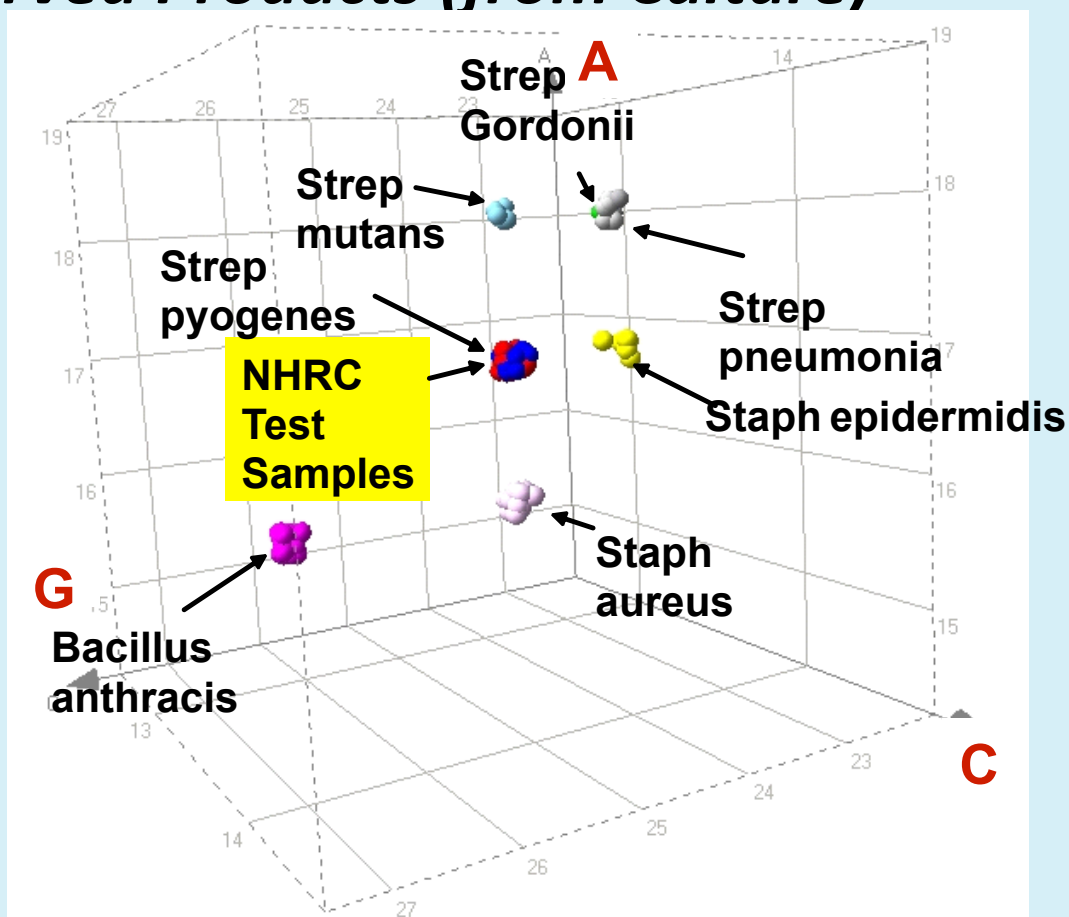 (from culture)
A
A
19
14
Strep
Gordonii
27
26
25
24
23
19
Strep
mutans
18
18
Strep
pyogenes
Strep
pneumonia
NHRC
Test
Samples
17
Staph epidermidis
16
16
Staph
aureus
G
15
Bacillus
anthracis
13
C
23
24
14
25
26
27